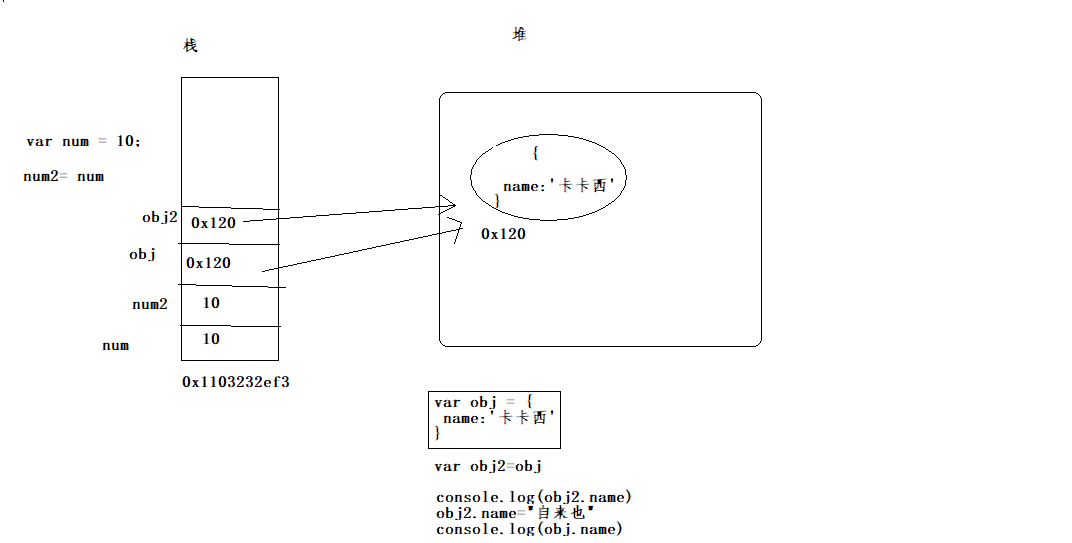 栈
堆
var num = 10;
num2= num
{
name:'卡卡西'
}
0x120
obj2
0x120
obj
0x120
num2
10
num
10
0x1103232ef3
var obj = {
name:'卡卡西'
}
var obj2=obj
console.log(obj2.name)
obj2.name="自来也"
console.log(obj.name)